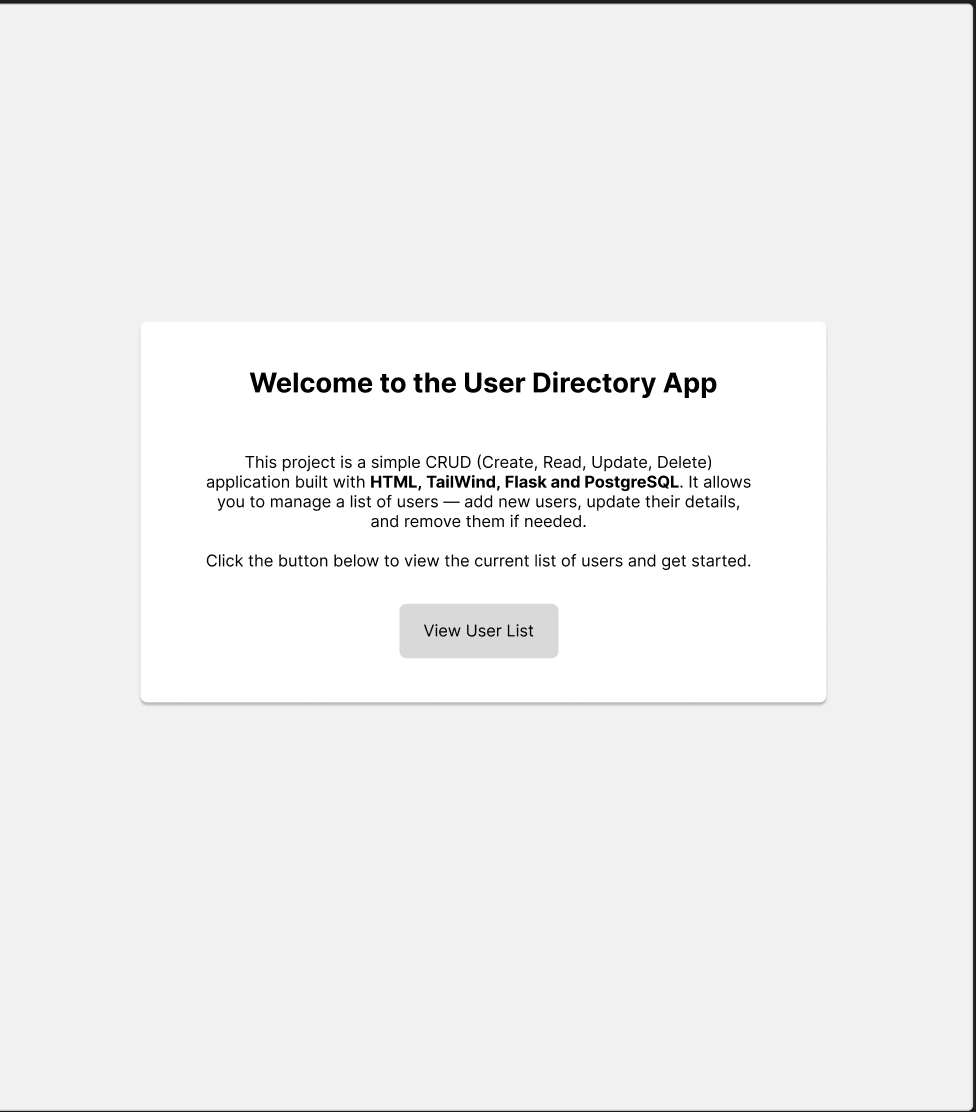 Welcome to the User Directory App
This project is a simple CRUD (Create, Read, Update, Delete)
application built with HTML, TailWind, Flask and PostgreSQL. It allows
you to manage a list of users — add new users, update their details,
and remove them if needed.
Click the button below to view the current list of users and get started.
View User List